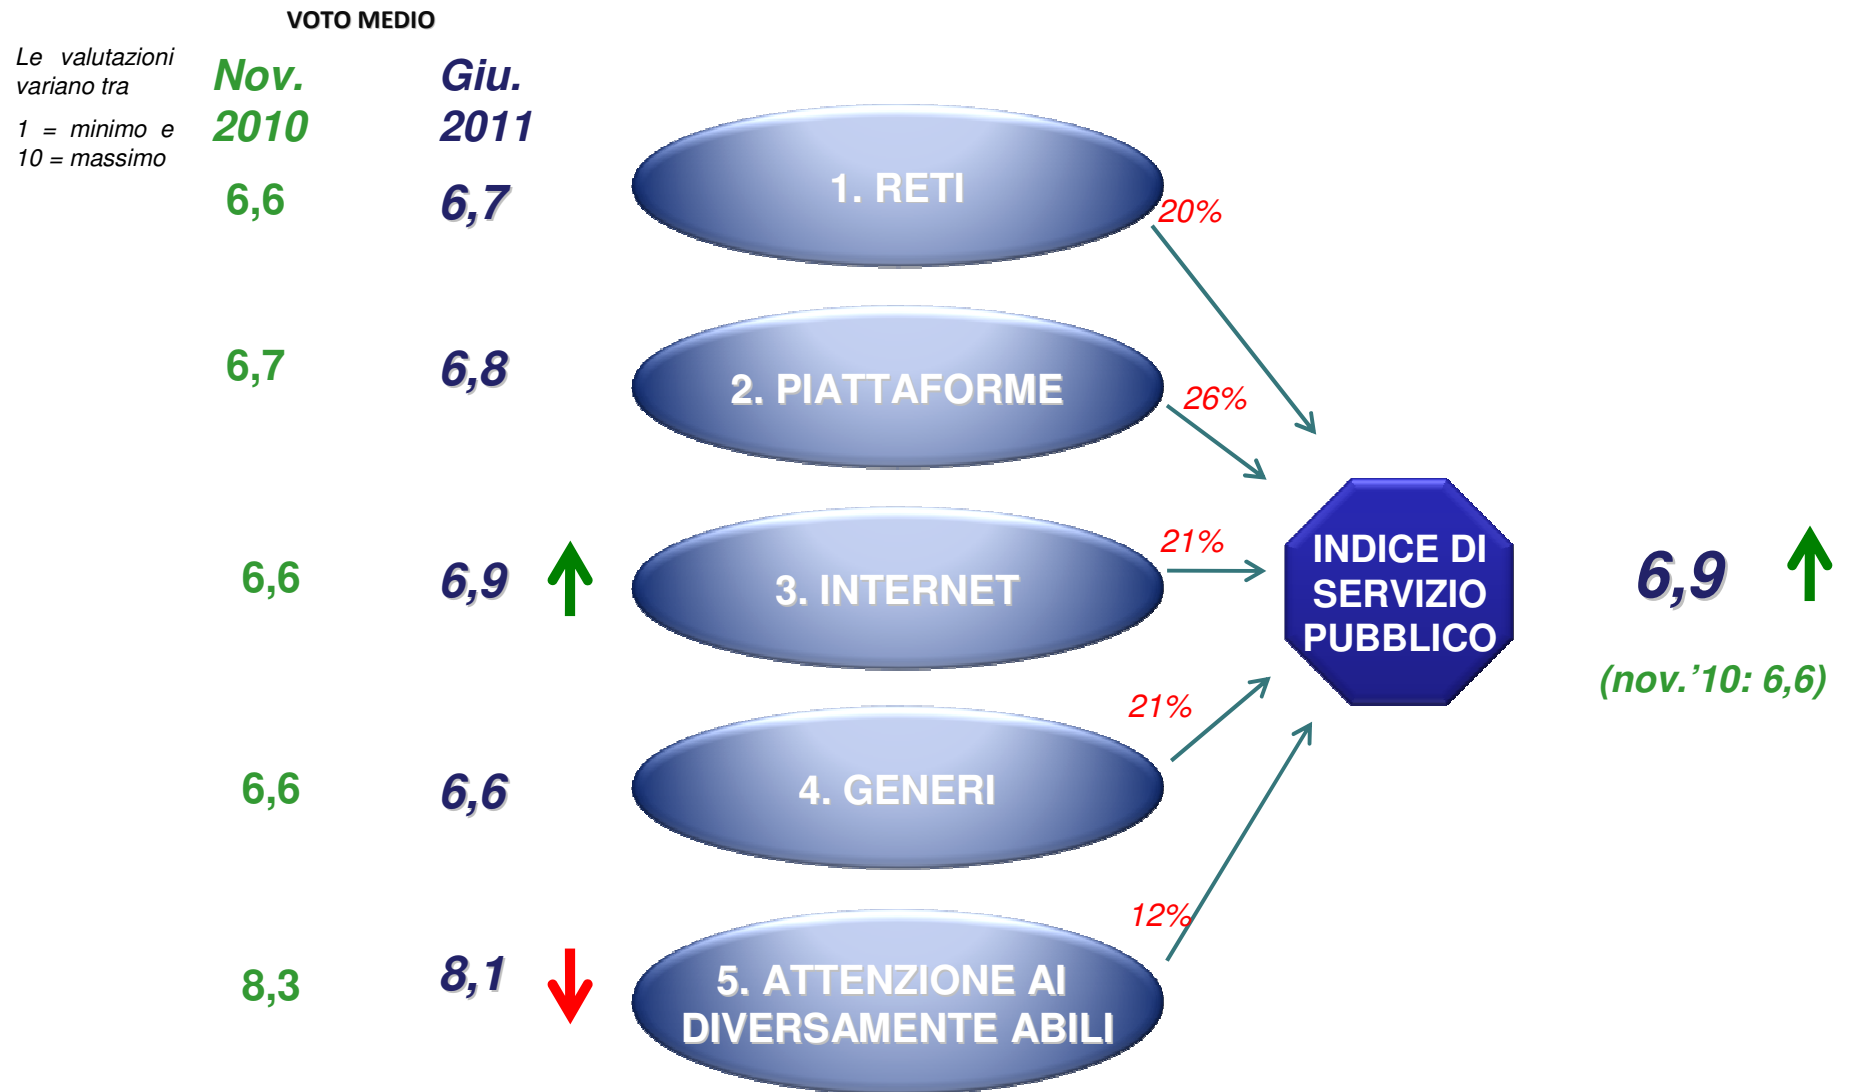 VOTO MEDIO
Le valutazioni
variano tra
1 = minimo e
10 = massimo
Nov.
2010
Giu.
2011
6,6
6,7
1. RETI
20%
6,7
6,8
2. PIATTAFORME
26%
6,6
6,9
3. INTERNET
21%
6,6
6,6
4. GENERI
21%
8,3
8,1
5. ATTENZIONE AI
DIVERSAMENTE ABILI
12%
INDICE DI
SERVIZIO
PUBBLICO
6,9
(nov.’10: 6,6)